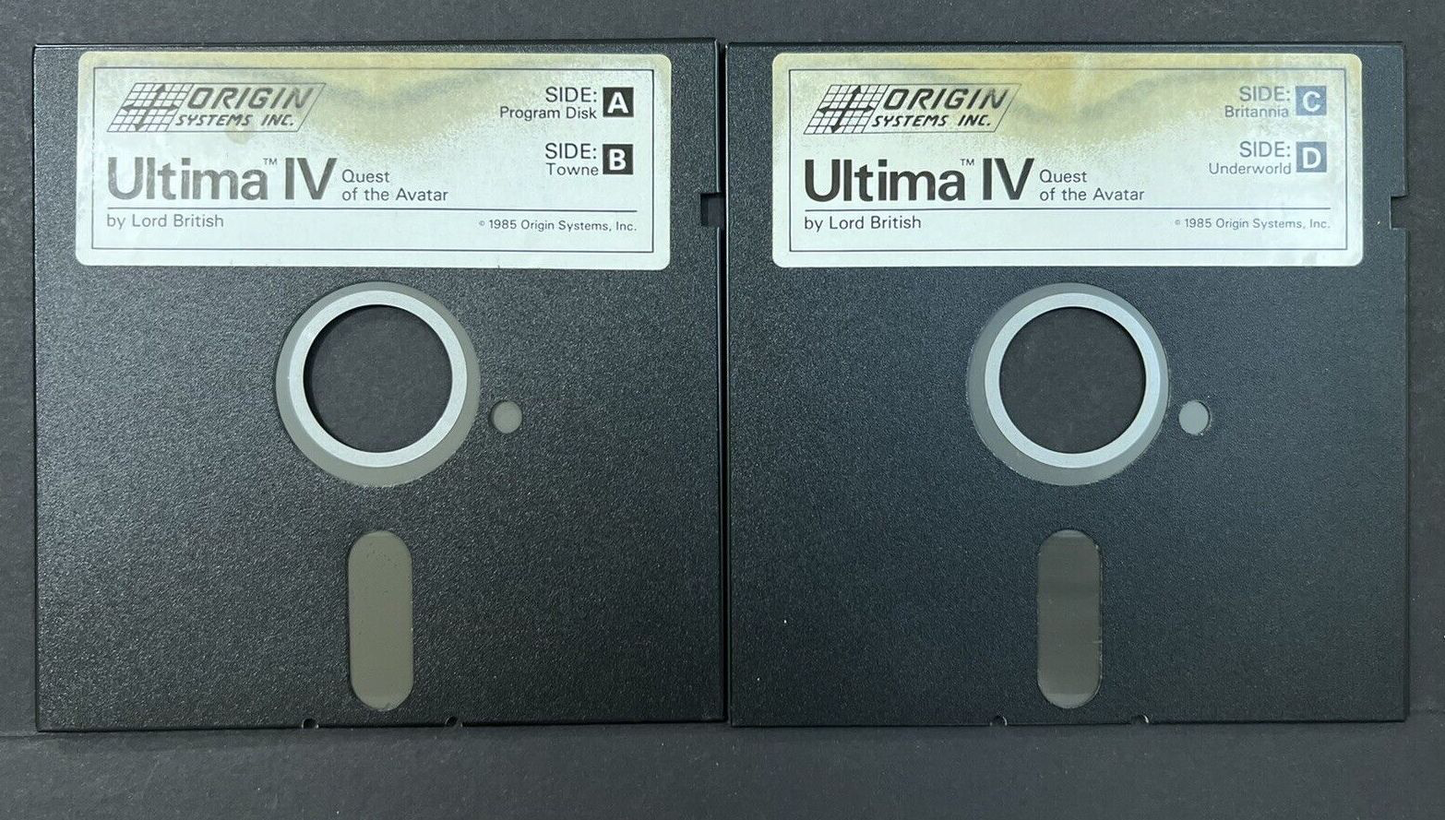 ORIGIN
SYSTEMS INC.
SIDE: A
Program Disk
SIDE: B
Towne
Ultima™ IV Quest
of the Avatar
by Lord British
© 1985 Origin Systems, Inc.
ORIGIN
SYSTEMS INC.
SIDE: C
Britannia
SIDE: D
Underworld
Ultima™ IV Quest
of the Avatar
by Lord British
© 1985 Origin Systems, Inc.